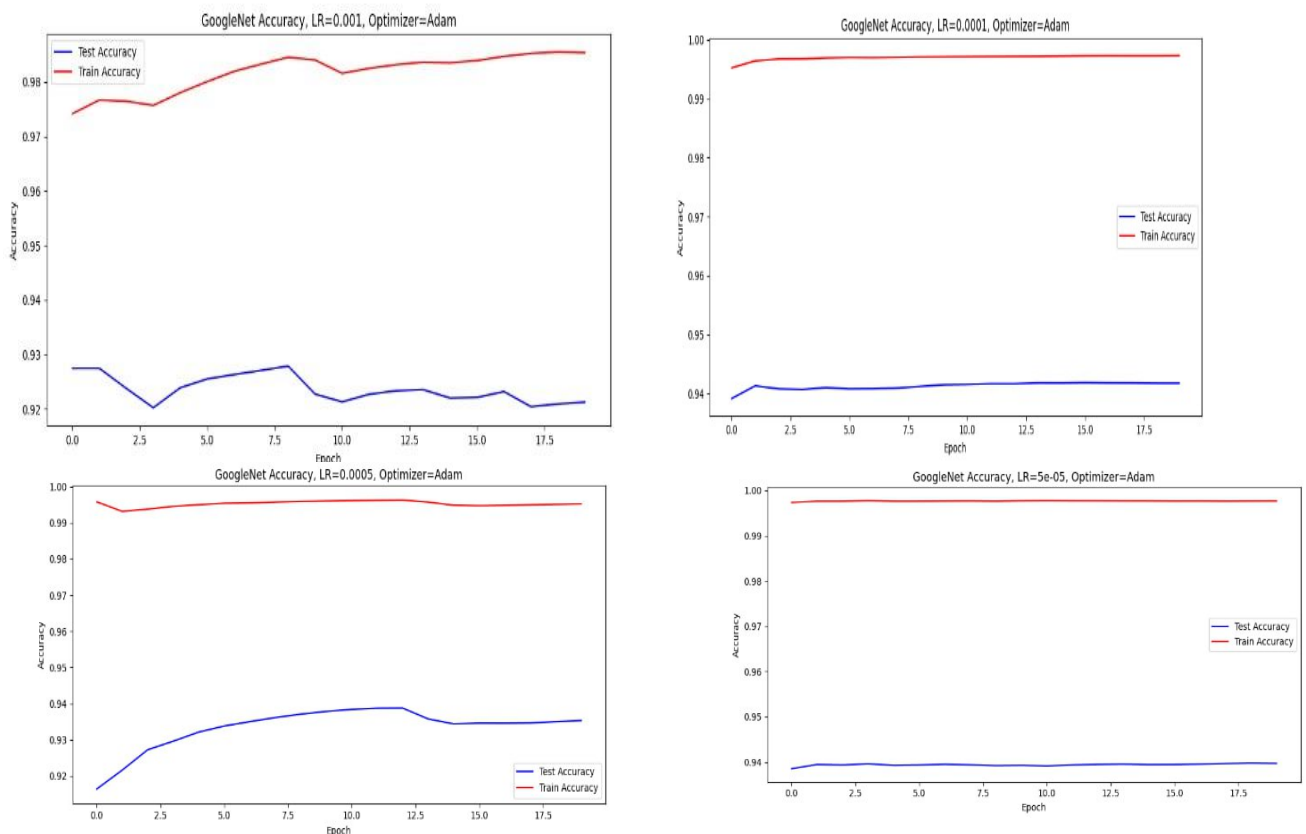 GoogleNet Accuracy, LR=0.001, Optimizer=Adam
Test Accuracy
Train Accuracy
0.98
0.97
0.96
0.95
0.94
0.93
0.92
Accuracy
0.0 2.5 5.0 7.5 10.0 12.5 15.0 17.5
Epoch
GoogleNet Accuracy, LR=0.0001, Optimizer=Adam
1.00
0.99
0.98
0.97
0.96
0.95
0.94
Accuracy
Test Accuracy
Train Accuracy
0.0 2.5 5.0 7.5 10.0 12.5 15.0 17.5
Epoch
GoogleNet Accuracy, LR=0.0005, Optimizer=Adam
1.00
0.99
0.98
0.97
0.96
0.95
0.94
0.93
0.92
Accuracy
Test Accuracy
Train Accuracy
0.0 2.5 5.0 7.5 10.0 12.5 15.0 17.5
Epoch
GoogleNet Accuracy, LR=5e-05, Optimizer=Adam
1.00
0.99
0.98
0.97
0.96
0.95
0.94
Accuracy
Test Accuracy
Train Accuracy
0.0 2.5 5.0 7.5 10.0 12.5 15.0 17.5
Epoch